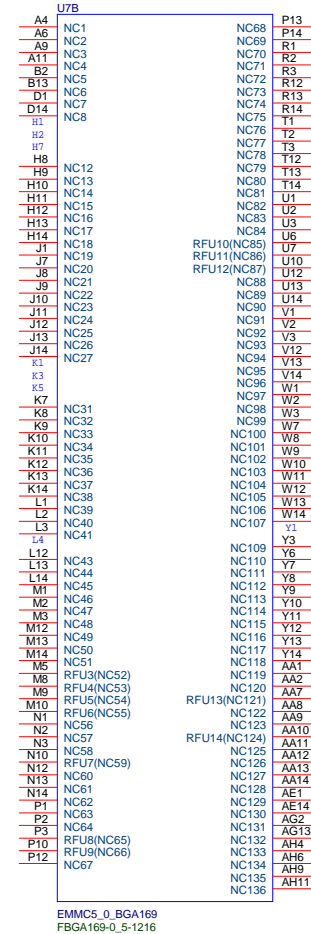 U7B
A4 NC1
A6 NC2
A9 NC3
A11 NC4
B2 NC5
B13 NC6
D1 NC7
D14 NC8
H1
H2
H7
H8 NC12
H9 NC13
H10 NC14
H11 NC15
H12 NC16
H13 NC17
H14 NC18
J1 NC19
J7 NC20
J8 NC21
J9 NC22
J10 NC23
J11 NC24
J12 NC25
J13 NC26
J14 NC27
K1
K3
K5
K7 NC31
K8 NC32
K9 NC33
K10 NC34
K11 NC35
K12 NC36
K13 NC37
K14 NC38
L1 NC39
L2 NC40
L3 NC41
L4
L12 NC43
L13 NC44
L14 NC45
M1 NC46
M2 NC47
M3 NC48
M12 NC49
M13 NC50
M14 NC51
M5 RFU3(NC52)
M8 RFU4(NC53)
M9 RFU5(NC54)
M10 RFU6(NC55)
N1 NC56
N2 NC57
N3 NC58
N10 RFU7(NC59)
N12 NC60
N13 NC61
N14 NC62
P1 NC63
P2 NC64
P3 RFU8(NC65)
P10 RFU9(NC66)
P12 NC67
NC68 P13
NC69 P14
NC70 R1
NC71 R2
NC72 R3
NC73 R12
NC74 R13
NC75 R14
NC76 T1
NC77 T2
NC78 T3
NC79 T12
NC80 T13
NC81 T14
NC82 U1
NC83 U2
NC84 U3
RFU10(NC85) U6
RFU11(NC86) U7
RFU12(NC87) U10
NC88 U12
NC89 U13
NC90 U14
NC91 V1
NC92 V2
NC93 V3
NC94 V12
NC95 V13
NC96 V14
NC97 W1
NC98 W2
NC99 W3
NC100 W7
NC101 W8
NC102 W9
NC103 W10
NC104 W11
NC105 W12
NC106 W13
NC107 W14
Y1
NC109 Y3
NC110 Y6
NC111 Y7
NC112 Y8
NC113 Y9
NC114 Y10
NC115 Y11
NC116 Y12
NC117 Y13
NC118 Y14
NC119 AA1
NC120 AA2
RFU13(NC121) AA7
NC122 AA8
NC123 AA9
RFU14(NC124) AA10
NC125 AA11
NC126 AA12
NC127 AA13
NC128 AA14
NC129 AE1
NC130 AE14
NC131 AG2
NC132 AG13
NC133 AH4
NC134 AH6
NC135 AH9
NC136 AH11
EMMC5_0_BGA169
FBGA169-0_5-1216